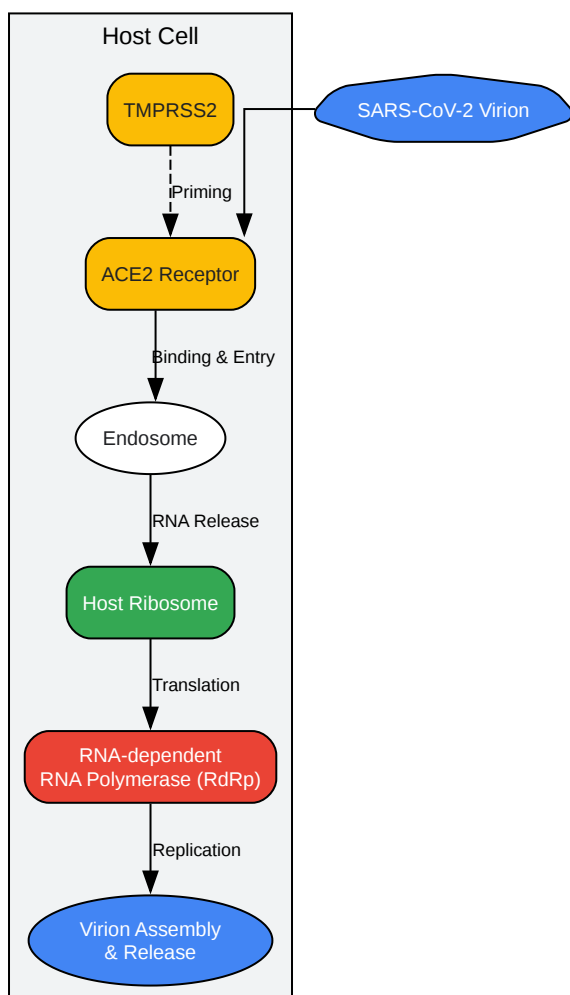 Host Cell
TMPRSS2
SARS-CoV-2 Virion
Priming
ACE2 Receptor
Binding & Entry
Endosome
RNA Release
Host Ribosome
Translation
RNA-dependent
RNA Polymerase (RdRp)
Replication
Virion Assembly
& Release